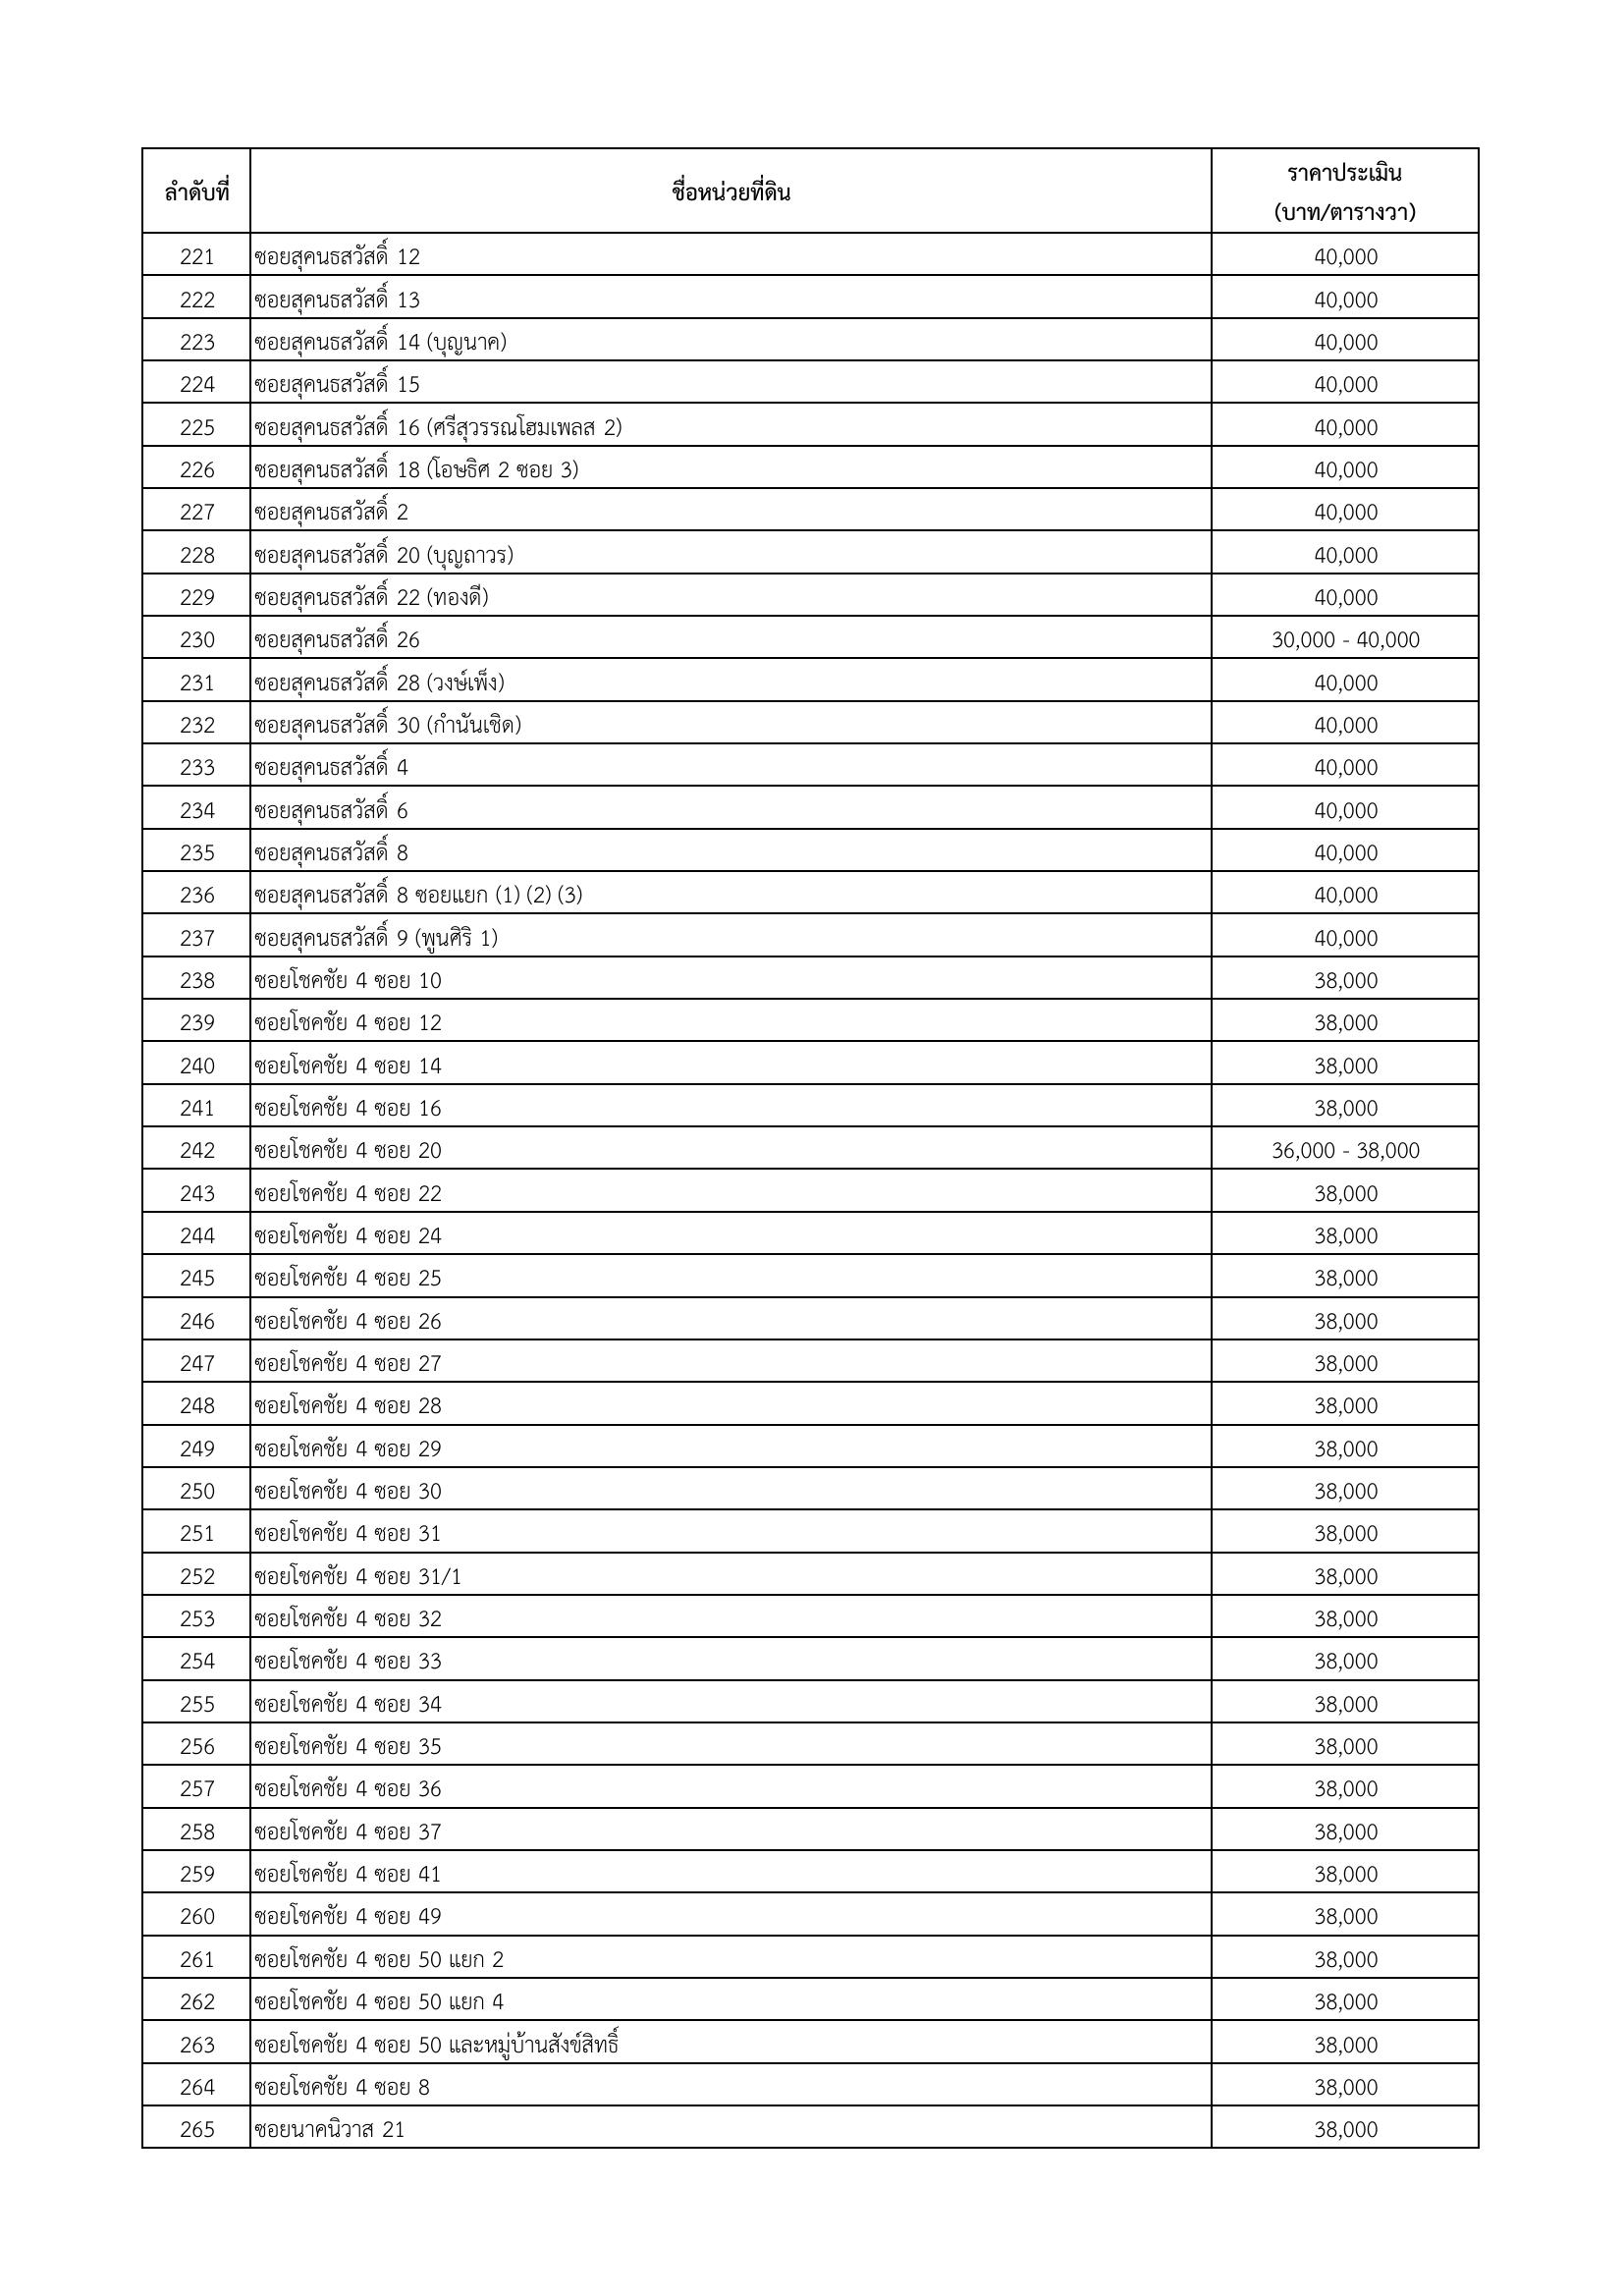 ลำดับที่ ชื่อหน่วยที่ดิน ราคาประเมิน
(บาท/ตารางวา)
221 ซอยสุคนธสวัสดิ์ 12 40,000
222 ซอยสุคนธสวัสดิ์ 13 40,000
223 ซอยสุคนธสวัสดิ์ 14 (บุญนาค) 40,000
224 ซอยสุคนธสวัสดิ์ 15 40,000
225 ซอยสุคนธสวัสดิ์ 16 (ศรีสุวรรณโฮมเพลส 2) 40,000
226 ซอยสุคนธสวัสดิ์ 18 (โอษธิศ 2 ซอย 3) 40,000
227 ซอยสุคนธสวัสดิ์ 2 40,000
228 ซอยสุคนธสวัสดิ์ 20 (บุญถาวร) 40,000
229 ซอยสุคนธสวัสดิ์ 22 (ทองดี) 40,000
230 ซอยสุคนธสวัสดิ์ 26 30,000 - 40,000
231 ซอยสุคนธสวัสดิ์ 28 (วงษ์เพ็ง) 40,000
232 ซอยสุคนธสวัสดิ์ 30 (กำนันเชิด) 40,000
233 ซอยสุคนธสวัสดิ์ 4 40,000
234 ซอยสุคนธสวัสดิ์ 6 40,000
235 ซอยสุคนธสวัสดิ์ 8 40,000
236 ซอยสุคนธสวัสดิ์ 8 ซอยแยก (1) (2) (3) 40,000
237 ซอยสุคนธสวัสดิ์ 9 (พูนศิริ 1) 40,000
238 ซอยโชคชัย 4 ซอย 10 38,000
239 ซอยโชคชัย 4 ซอย 12 38,000
240 ซอยโชคชัย 4 ซอย 14 38,000
241 ซอยโชคชัย 4 ซอย 16 38,000
242 ซอยโชคชัย 4 ซอย 20 36,000 - 38,000
243 ซอยโชคชัย 4 ซอย 22 38,000
244 ซอยโชคชัย 4 ซอย 24 38,000
245 ซอยโชคชัย 4 ซอย 25 38,000
246 ซอยโชคชัย 4 ซอย 26 38,000
247 ซอยโชคชัย 4 ซอย 27 38,000
248 ซอยโชคชัย 4 ซอย 28 38,000
249 ซอยโชคชัย 4 ซอย 29 38,000
250 ซอยโชคชัย 4 ซอย 30 38,000
251 ซอยโชคชัย 4 ซอย 31 38,000
252 ซอยโชคชัย 4 ซอย 31/1 38,000
253 ซอยโชคชัย 4 ซอย 32 38,000
254 ซอยโชคชัย 4 ซอย 33 38,000
255 ซอยโชคชัย 4 ซอย 34 38,000
256 ซอยโชคชัย 4 ซอย 35 38,000
257 ซอยโชคชัย 4 ซอย 36 38,000
258 ซอยโชคชัย 4 ซอย 37 38,000
259 ซอยโชคชัย 4 ซอย 41 38,000
260 ซอยโชคชัย 4 ซอย 49 38,000
261 ซอยโชคชัย 4 ซอย 50 แยก 2 38,000
262 ซอยโชคชัย 4 ซอย 50 แยก 4 38,000
263 ซอยโชคชัย 4 ซอย 50 และหมู่บ้านสังข์สิทธิ์ 38,000
264 ซอยโชคชัย 4 ซอย 8 38,000
265 ซอยนาคนิวาส 21 38,000